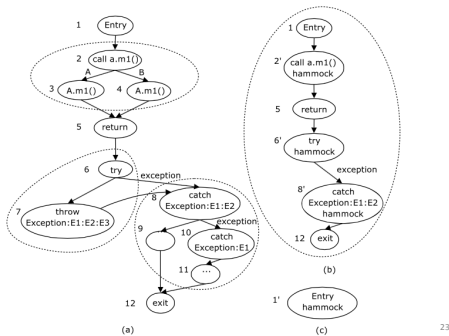 1 Entry
2 call a.m1()
A B
3 A.m1() 4 A.m1()
5 return
6 try
exception
7 throw
Exception:E1:E2:E3
8 catch
Exception:E1:E2
exception
9
10 catch
Exception:E1
11 ...
12 exit
(a)
1 Entry
2' call a.m1()
hammock
5 return
6' try
hammock
exception
8' catch
Exception:E1:E2
hammock
12 exit
(b)
1' Entry
hammock
(c)
23